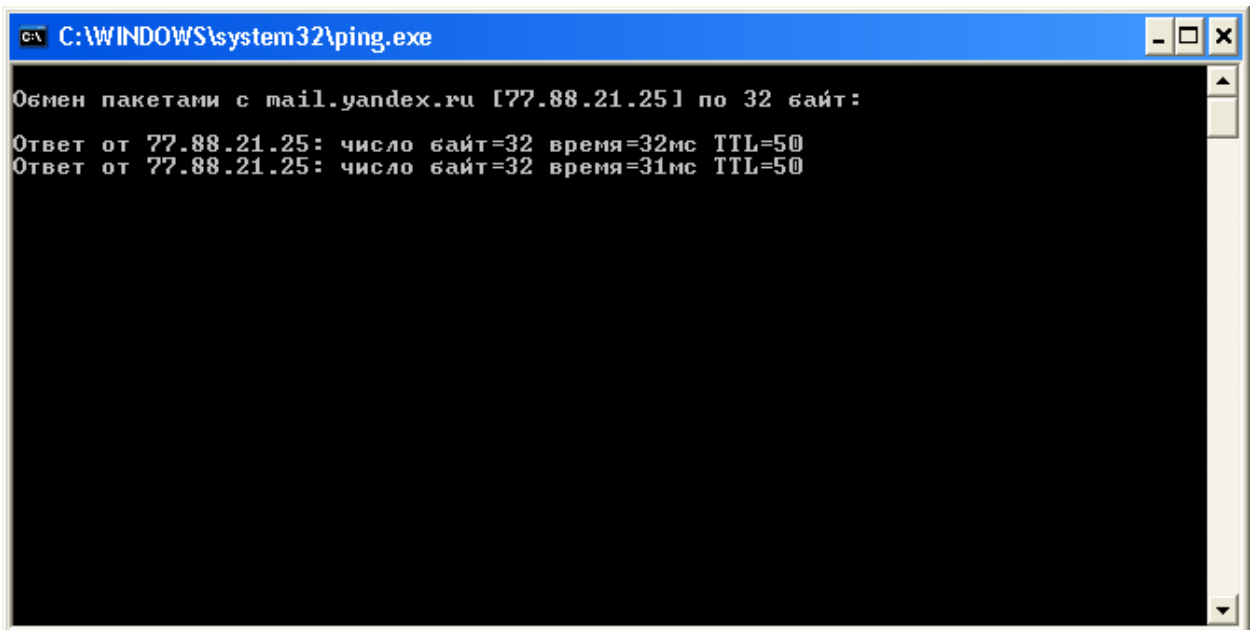 C:\WINDOWS\system32\ping.exe
Обмен пакетами с mail.yandex.ru [77.88.21.25] по 32 байт:
Ответ от 77.88.21.25: число байт=32 время=32мс TTL=50
Ответ от 77.88.21.25: число байт=32 время=31мс TTL=50